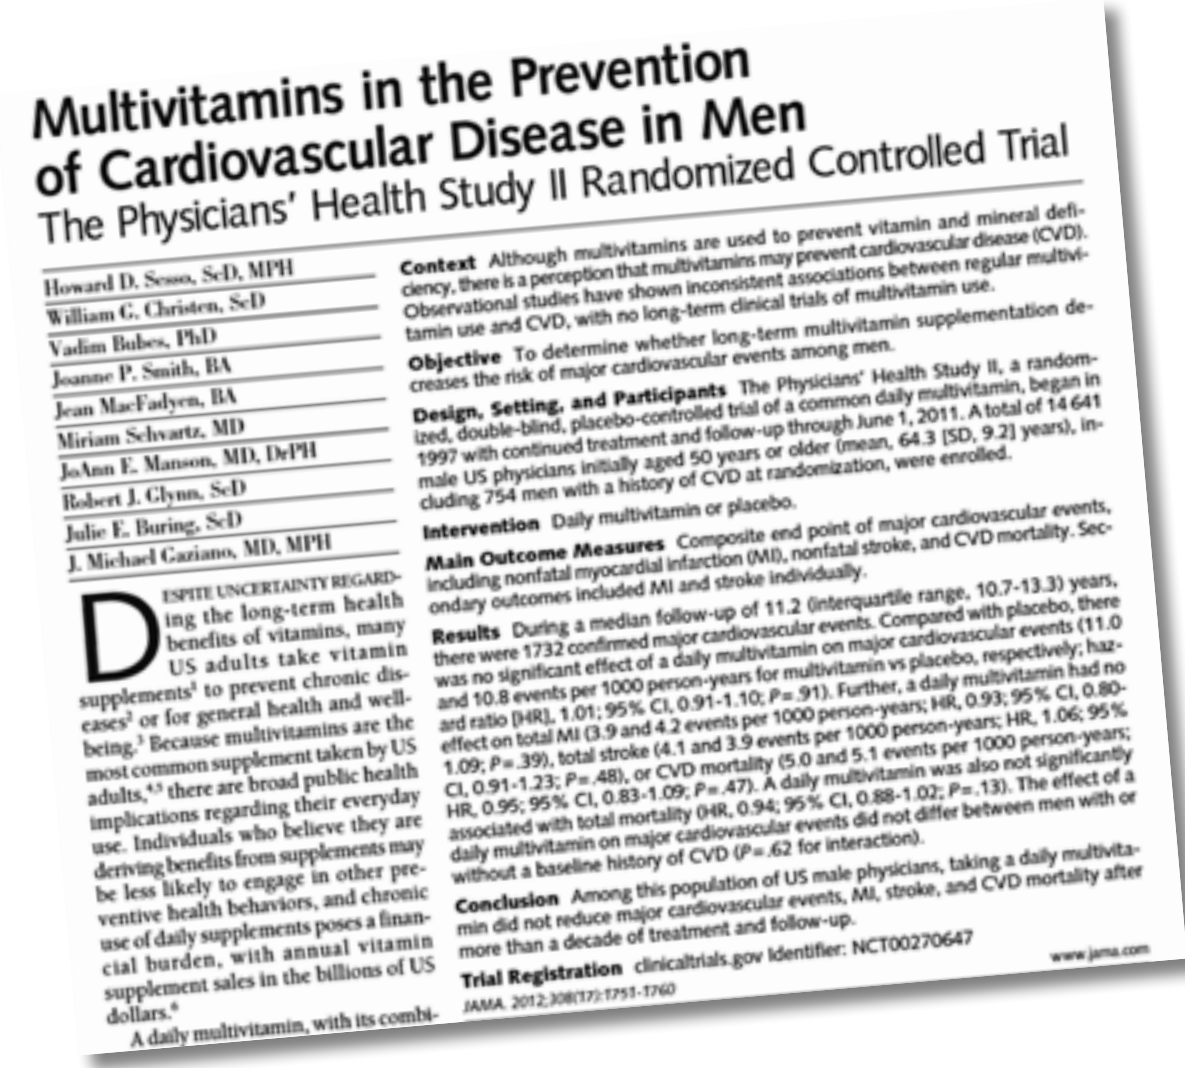 Multivitamins in the Prevention
of Cardiovascular Disease in Men
The Physicians’ Health Study II Randomized Controlled Trial
Howard D. Sesso, ScD, MPH
William G. Christen, ScD
Vadim Bubes, PhD
Joanne P. Smith, BA
Jean MacFadyen, BA
Miriam Schvartz, MD
JoAnn E. Manson, MD, DrPH
Robert J. Glynn, ScD
Julie E. Buring, ScD
J. Michael Gaziano, MD, MPH
DESPITE UNCERTAINTY REGARD-
ing the long-term health
benefits of vitamins, many
US adults take vitamin
supplements1 to prevent chronic dis-
eases2 or for general health and well-
being.3 Because multivitamins are the
most common supplement taken by US
adults,4,5 there are broad public health
implications regarding their everyday
use. Individuals who believe they are
deriving benefits from supplements may
be less likely to engage in other pre-
ventive health behaviors, and chronic
use of daily supplements poses a finan-
cial burden, with annual vitamin
supplement sales in the billions of US
dollars.6
A daily multivitamin, with its combi-
Context Although multivitamins are used to prevent vitamin and mineral defi-
ciency, there is a perception that multivitamins may prevent cardiovascular disease (CVD).
Observational studies have shown inconsistent associations between regular multivi-
tamin use and CVD, with no long-term clinical trials of multivitamin use.
Objective To determine whether long-term multivitamin supplementation de-
creases the risk of major cardiovascular events among men.
Design, Setting, and Participants The Physicians’ Health Study II, a random-
ized, double-blind, placebo-controlled trial of a common daily multivitamin, began in
1997 with continued treatment and follow-up through June 1, 2011. A total of 14 641
male US physicians initially aged 50 years or older (mean, 64.3 [SD, 9.2] years), in-
cluding 754 men with a history of CVD at randomization, were enrolled.
Intervention Daily multivitamin or placebo.
Main Outcome Measures Composite end point of major cardiovascular events,
including nonfatal myocardial infarction (MI), nonfatal stroke, and CVD mortality. Sec-
ondary outcomes included MI and stroke individually.
Results During a median follow-up of 11.2 (interquartile range, 10.7-13.3) years,
there were 1732 confirmed major cardiovascular events. Compared with placebo, there
was no significant effect of a daily multivitamin on major cardiovascular events (11.0
and 10.8 events per 1000 person-years for multivitamin vs placebo, respectively; haz-
ard ratio [HR], 1.01; 95% CI, 0.91-1.10; P=.91). Further, a daily multivitamin had no
effect on total MI (3.9 and 4.2 events per 1000 person-years; HR, 0.93; 95% CI, 0.80-
1.09; P=.39), total stroke (4.1 and 3.9 events per 1000 person-years; HR, 1.06; 95%
CI, 0.91-1.23; P=.48), or CVD mortality (5.0 and 5.1 events per 1000 person-years;
HR, 0.95; 95% CI, 0.83-1.09; P=.47). A daily multivitamin was also not significantly
associated with total mortality (HR, 0.94; 95% CI, 0.88-1.02; P=.13). The effect of a
daily multivitamin on major cardiovascular events did not differ between men with or
without a baseline history of CVD (P=.62 for interaction).
Conclusion Among this population of US male physicians, taking a daily multivita-
min did not reduce major cardiovascular events, MI, stroke, and CVD mortality after
more than a decade of treatment and follow-up.
Trial Registration clinicaltrials.gov Identifier: NCT00270647
JAMA. 2012;308(17):1751-1760
www.jama.com